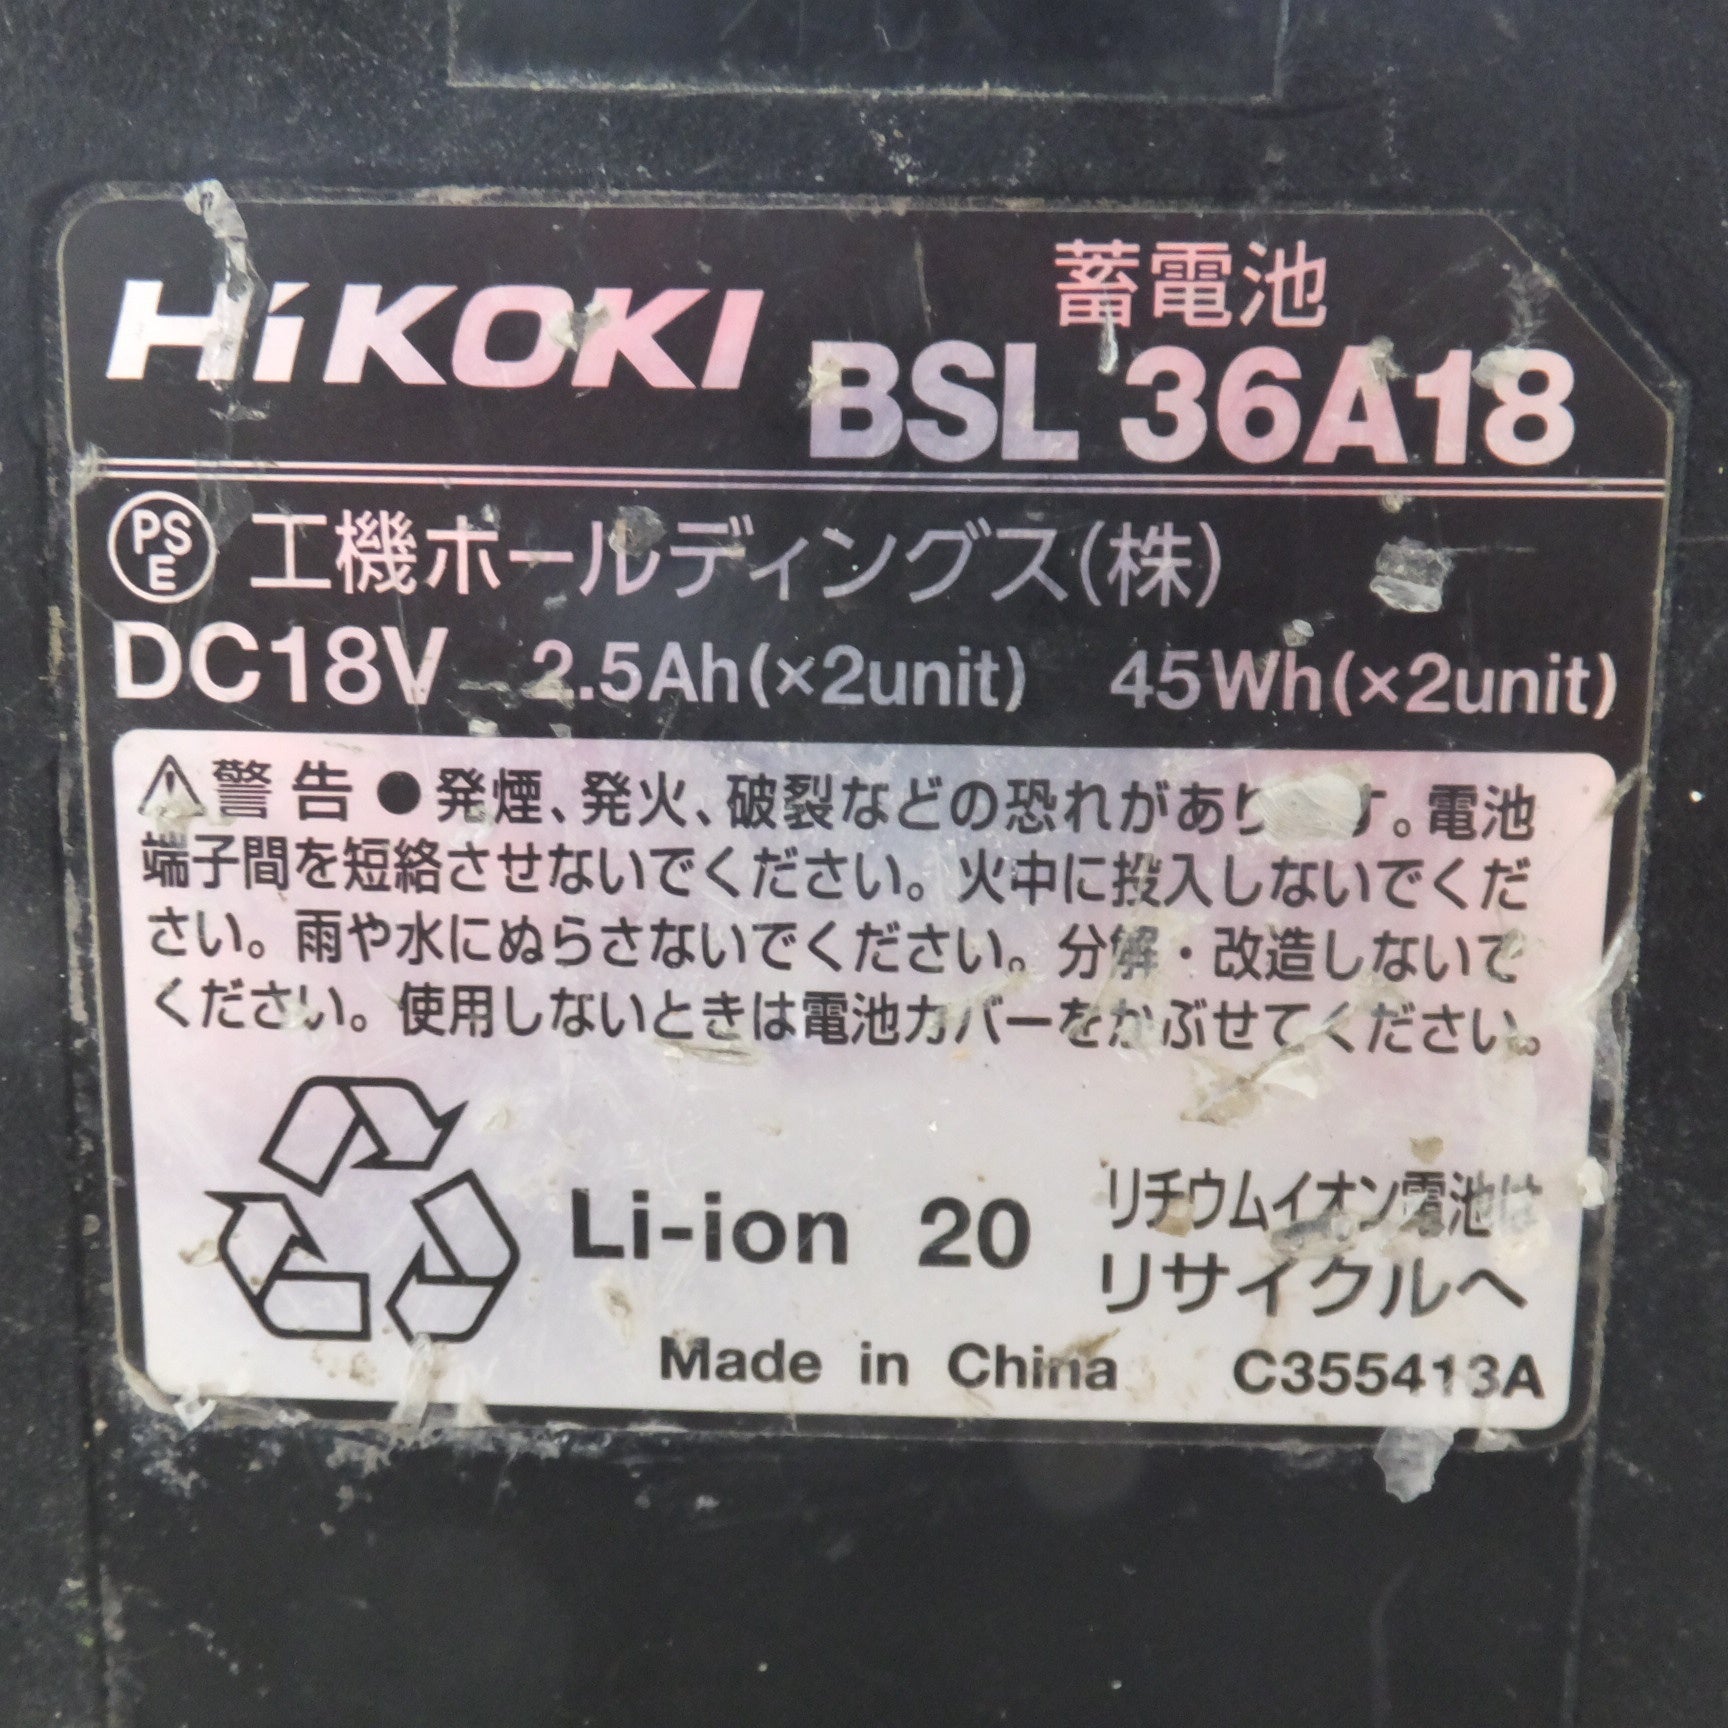 HiKOKI
蓄電池
BSL 36A18
PSE 工機ホールディングス(株)
DC18V 2.5Ah(×2unit) 45Wh(×2unit)
⚠警告 ●発煙、発火、破裂などの恐れがあります。電池
端子間を短絡させないでください。火中に投入しないでくだ
さい。雨や水にぬらさないでください。分解・改造しないで
ください。使用しないときは電池カバーをかぶせてください。
Li-ion 20
リチウムイオン電池は
リサイクルへ
Made in China C355413A